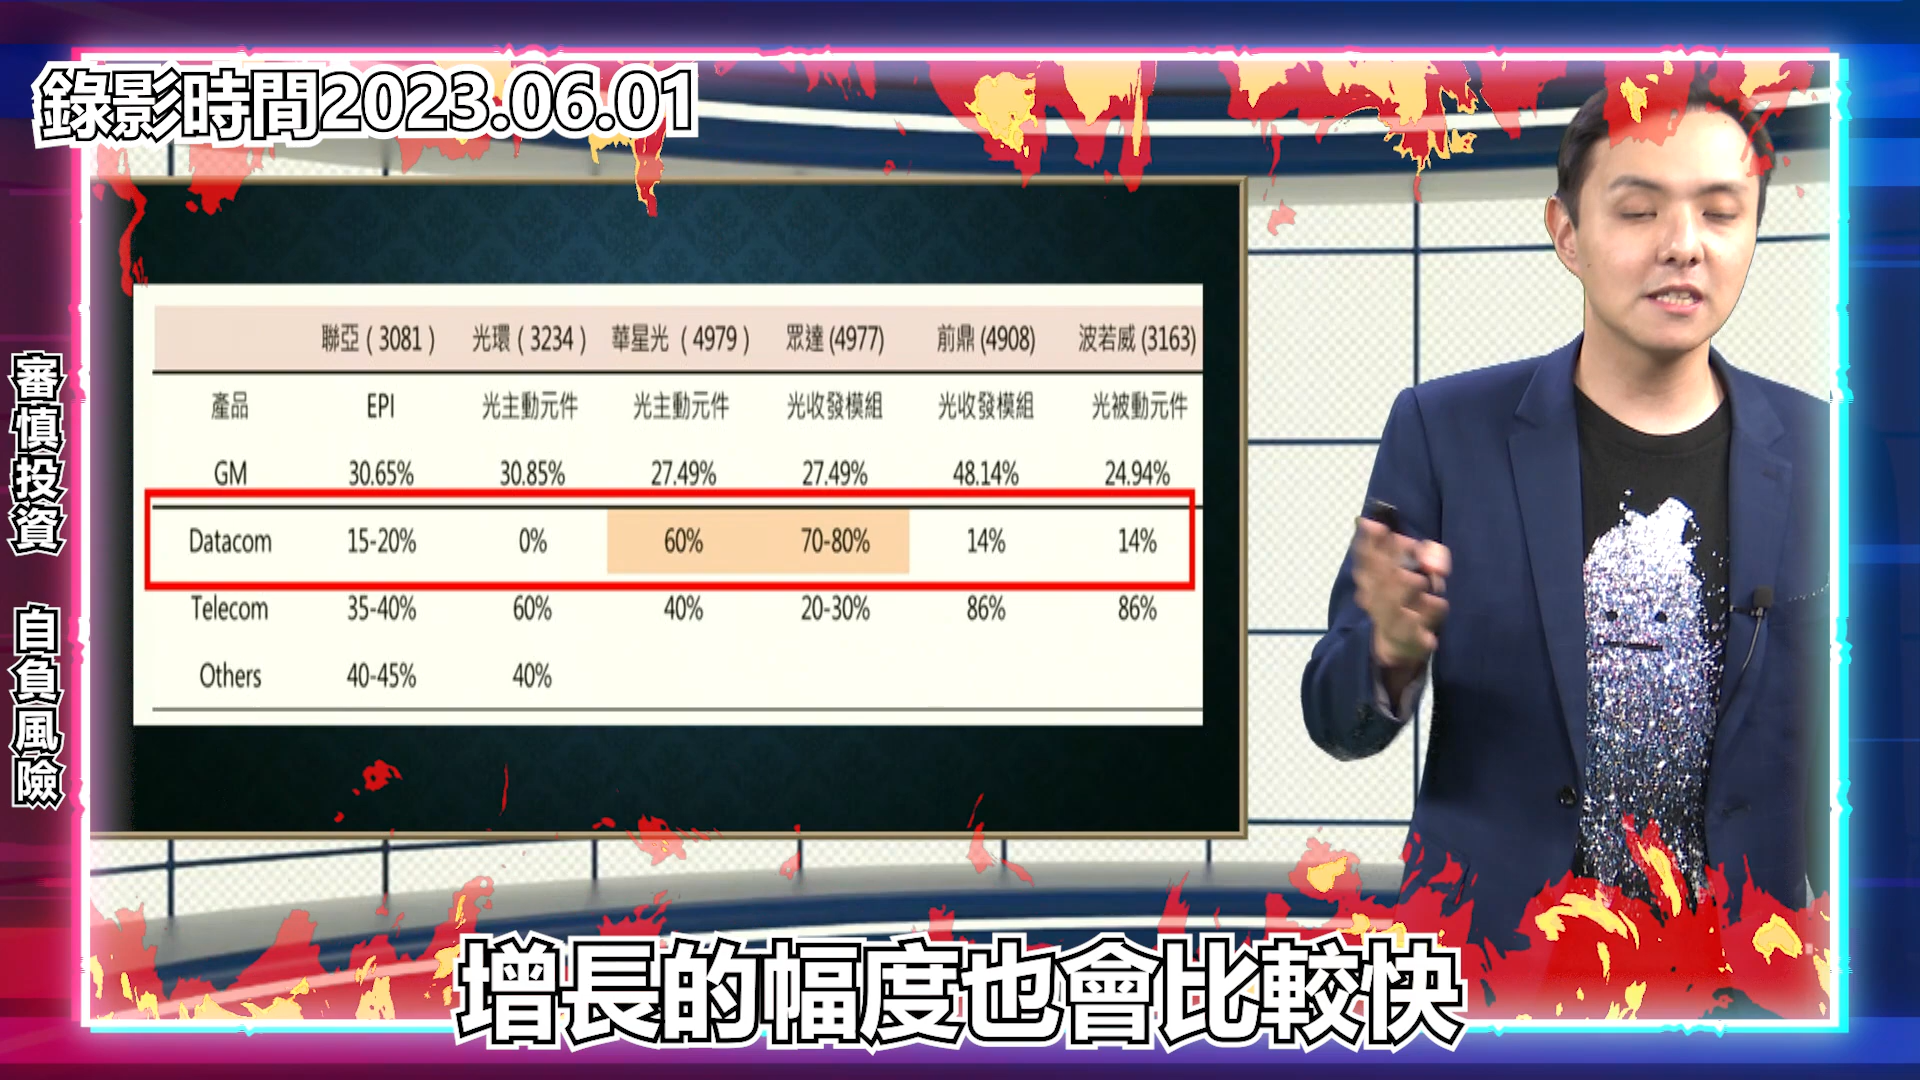 錄影時間2023.06.01
審慎投資 自負風險
聯亞 ( 3081 ) 光環 ( 3234 ) 華星光 ( 4979 ) 眾達 (4977) 前鼎 (4908) 波若威 (3163)
產品 EPI 光主動元件 光主動元件 光收發模組 光收發模組 光被動元件
GM 30.65% 30.85% 27.49% 27.49% 48.14% 24.94%
Datacom 15-20% 0% 60% 70-80% 14% 14%
Telecom 35-40% 60% 40% 20-30% 86% 86%
Others 40-45% 40%
增長的幅度也會比較快